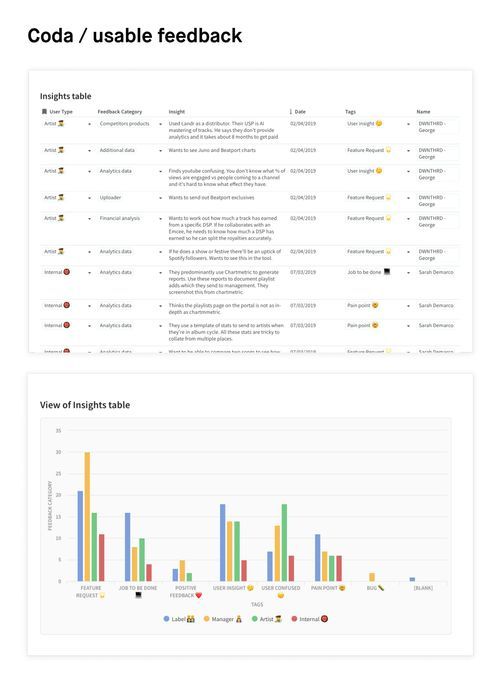 Coda / usable feedback
Insights table
User Type Feedback Category Insight Date Tags Name
Artist Competitors products Used Landr as a distributor. Their USP is AI 02/04/2019 User insight DWNTHRD -
mastering of tracks. He says they don't provide George
analytics and it takes about 8 months to get paid.
Artist Additional data Wants to see Juno and Beatport charts 02/04/2019 Feature Request DWNTHRD -
George
Artist Analytics data Finds youtube confusing. You don't know what % of 02/04/2019 User insight DWNTHRD -
views are engaged vs people coming to a channel George
and it's hard to know what effect they have.
Artist Uploader Wants to send out Beatport exclusives 02/04/2019 Feature Request DWNTHRD -
George
Artist Financial analysis Wants to work out how much a track has earned 02/04/2019 Feature Request DWNTHRD -
from a specific DSP. If he collaborates with an George
Emcee, he needs to know how much a DSP has
earned so he can split the royalties accurately.
Artist Analytics data If he does a show or festive there'll be an uptick of 02/04/2019 Feature Request DWNTHRD -
Spotify followers. Wants to see this in the tool. George
Internal Analytics data They predominantly use Chartmetric to generate 07/03/2019 Job to be done Sarah Demarco
reports. Use these reports to document playlist
adds which they send to management. They
screenshot this from chartmetric.
Internal Analytics data Thinks the playlists page on the portal is not as in- 07/03/2019 Pain point Sarah Demarco
depth as chartmmetric.
Internal Analytics data They use a template of stats to send to artists when 07/03/2019 Pain point Sarah Demarco
they're in album cycle. All these stats are tricky to
collate from multiple places.
Internal Analytics data Want to be able to compare two songs to see how 07/03/2019 Feature Request Sarah Demarco
View of Insights table
35
30
25
20
15
10
5
0
FEEDBACK CATEGORY
FEATURE JOB TO BE DONE POSITIVE USER INSIGHT USER CONFUSED PAIN POINT BUG [BLANK]
REQUEST FEEDBACK
TAGS
Label Manager Artist Internal